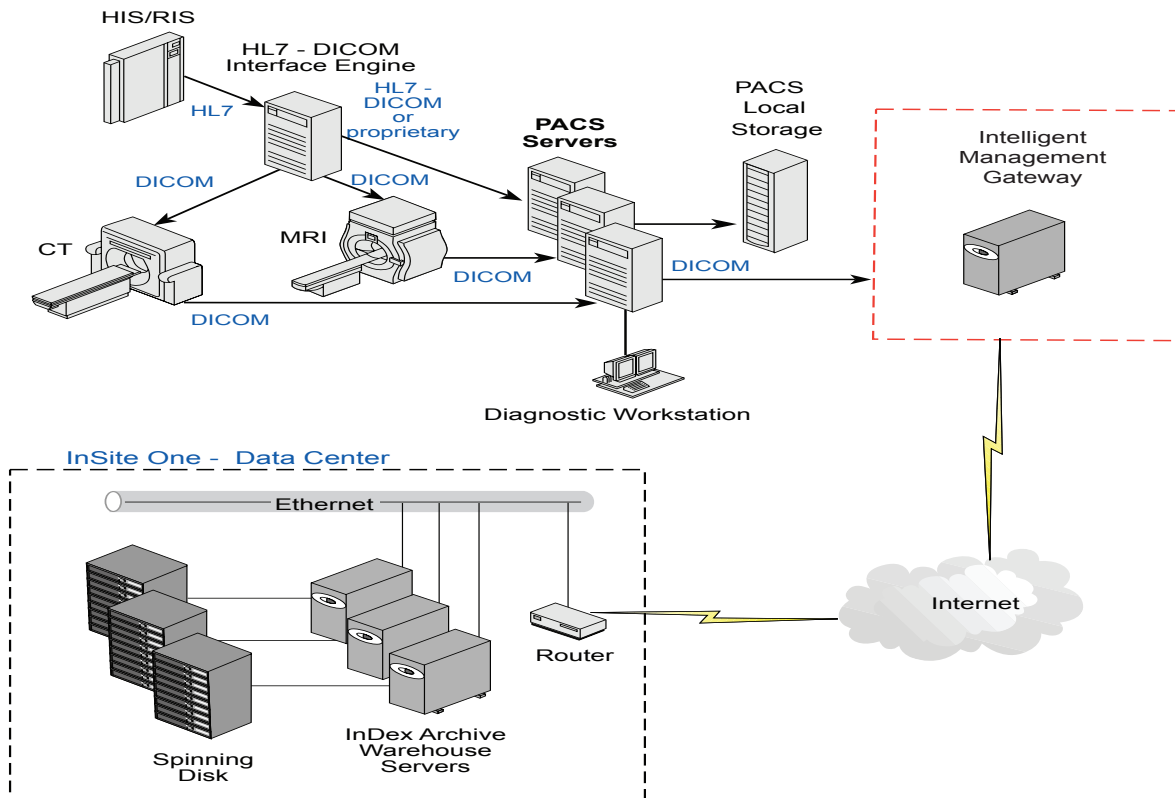 HIS/RIS
HL7 - DICOM
Interface Engine
HL7
HL7 -
DICOM
or
proprietary
PACS
Servers
PACS
Local
Storage
Intelligent
Management
Gateway
DICOM
DICOM
CT
MRI
DICOM
DICOM
DICOM
Diagnostic Workstation
InSite One - Data Center
Ethernet
Internet
Router
InDex Archive
Warehouse
Servers
Spinning
Disk